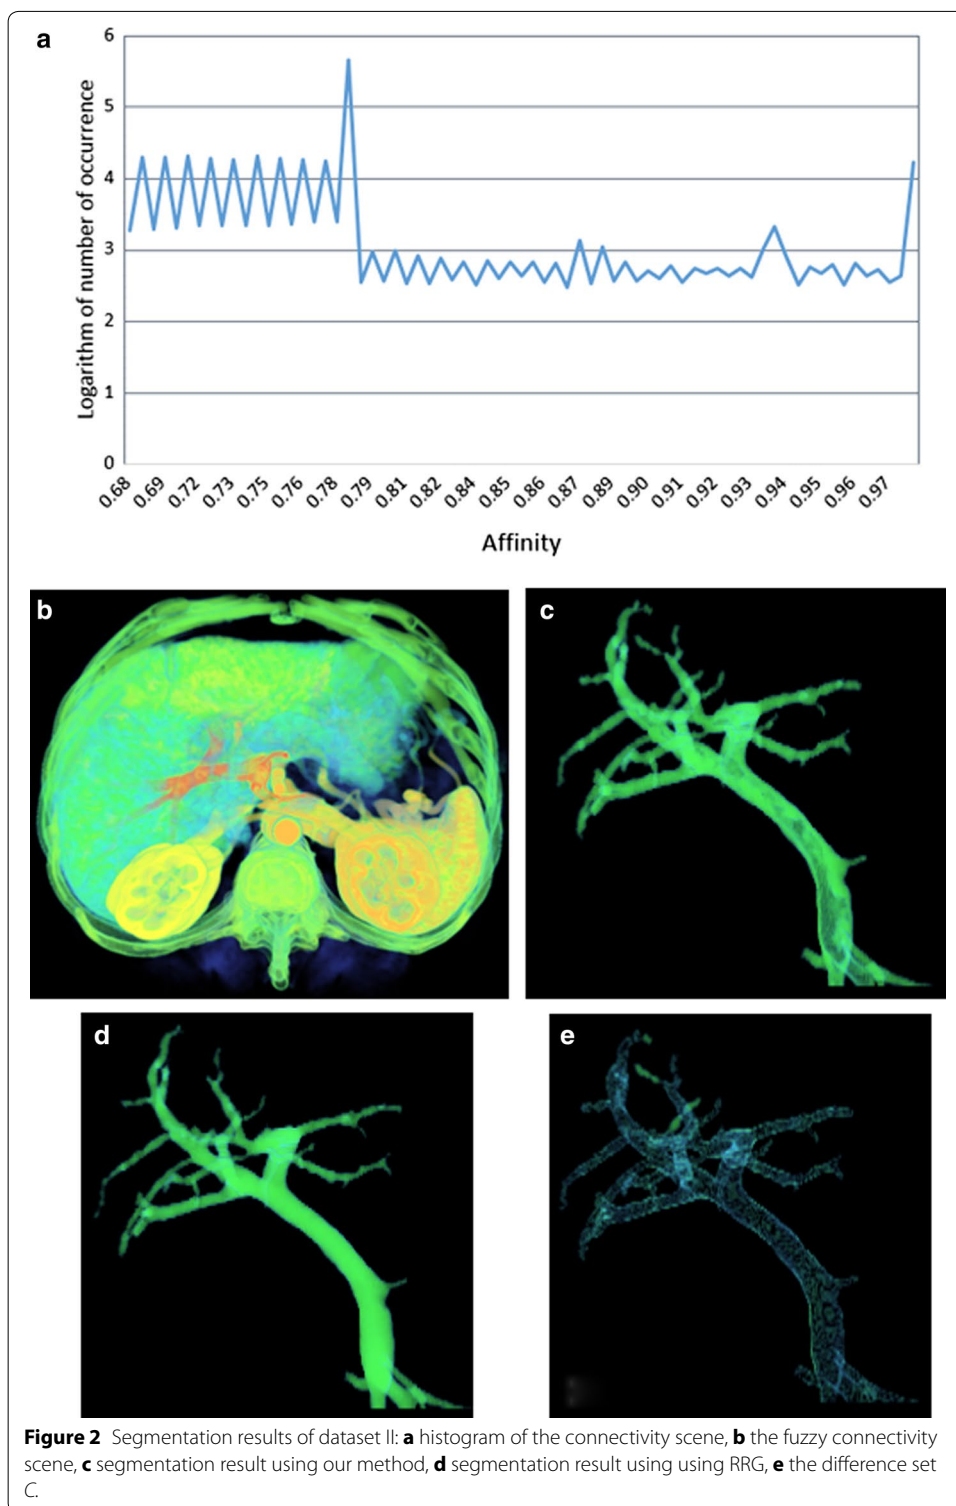 a
6
5
4
3
2
1
0
Logarithm of number of occurrence
0.68 0.69 0.72 0.73 0.75 0.76 0.78 0.79 0.81 0.82 0.84 0.85 0.86 0.87 0.89 0.90 0.91 0.92 0.93 0.94 0.95 0.96 0.97
Affinity
b
c
d
e
Figure 2 Segmentation results of dataset II: a histogram of the connectivity scene, b the fuzzy connectivity
scene, c segmentation result using our method, d segmentation result using using RRG, e the difference set
C.